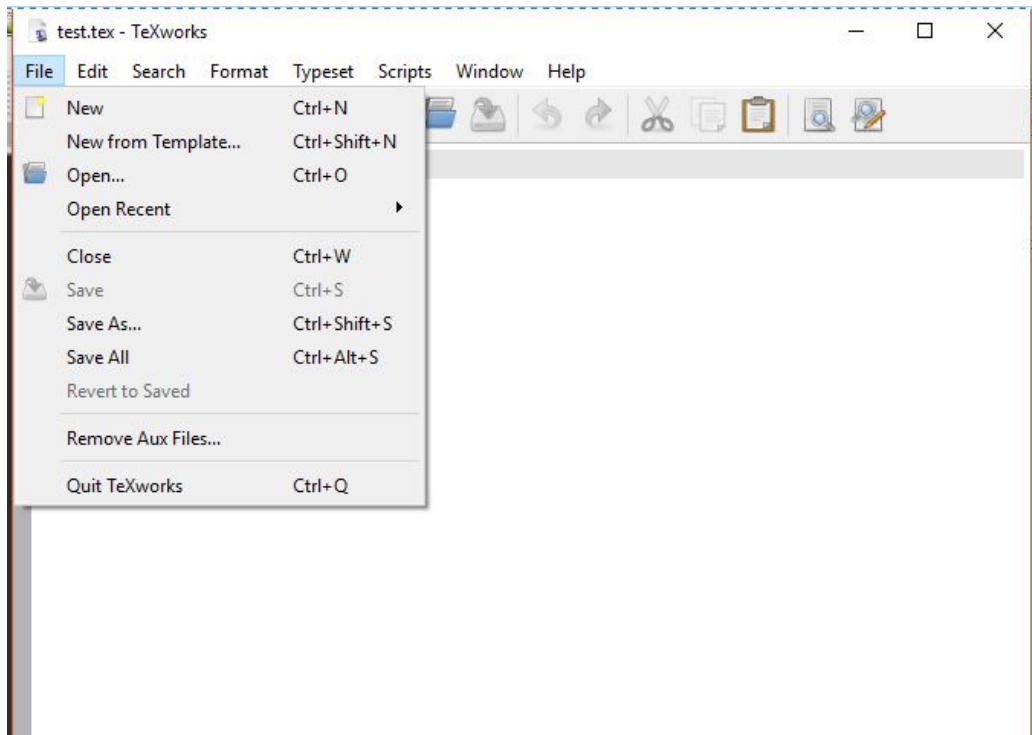 test.tex - TeXworks
File Edit Search Format Typeset Scripts Window Help
New Ctrl+N
New from Template... Ctrl+Shift+N
Open... Ctrl+O
Open Recent
Close Ctrl+W
Save Ctrl+S
Save As... Ctrl+Shift+S
Save All Ctrl+Alt+S
Revert to Saved
Remove Aux Files...
Quit TeXworks Ctrl+Q